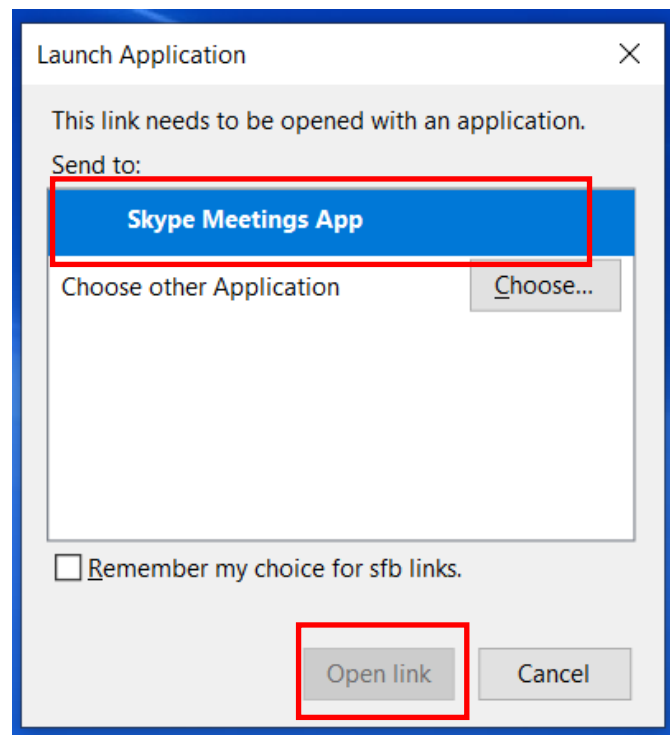 Launch Application
This link needs to be opened with an application.
Send to:
Skype Meetings App
Choose other Application
Choose...
Remember my choice for sfb links.
Open link
Cancel